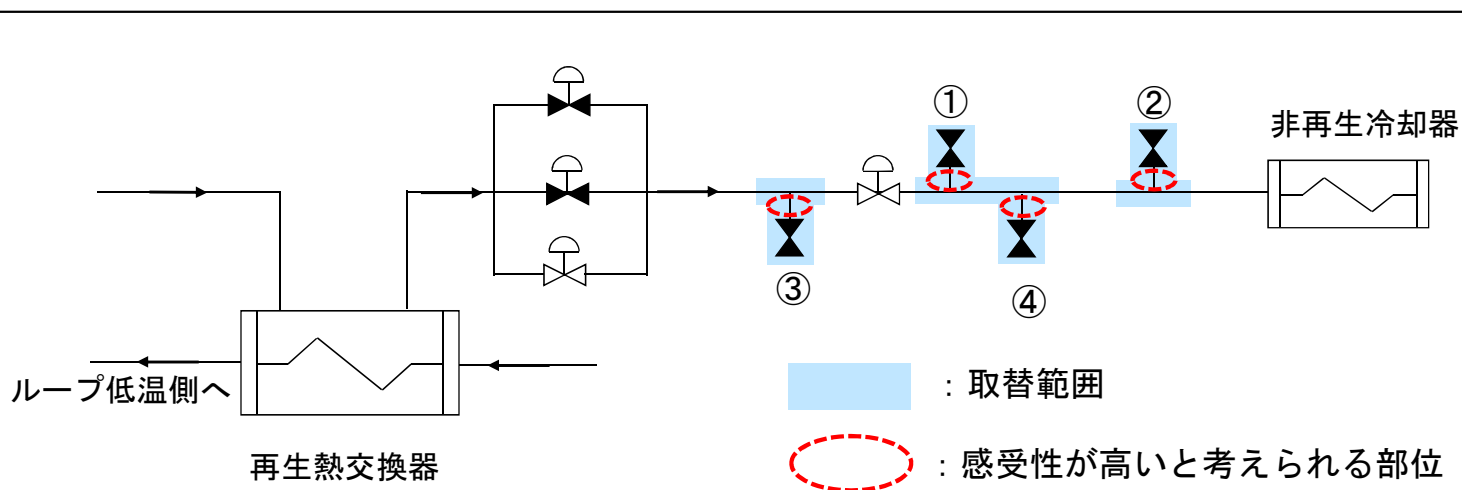 ①
②
非再生冷却器
③
④
ループ低温側へ
：取替範囲
再生熱交換器
：感受性が高いと考えられる部位